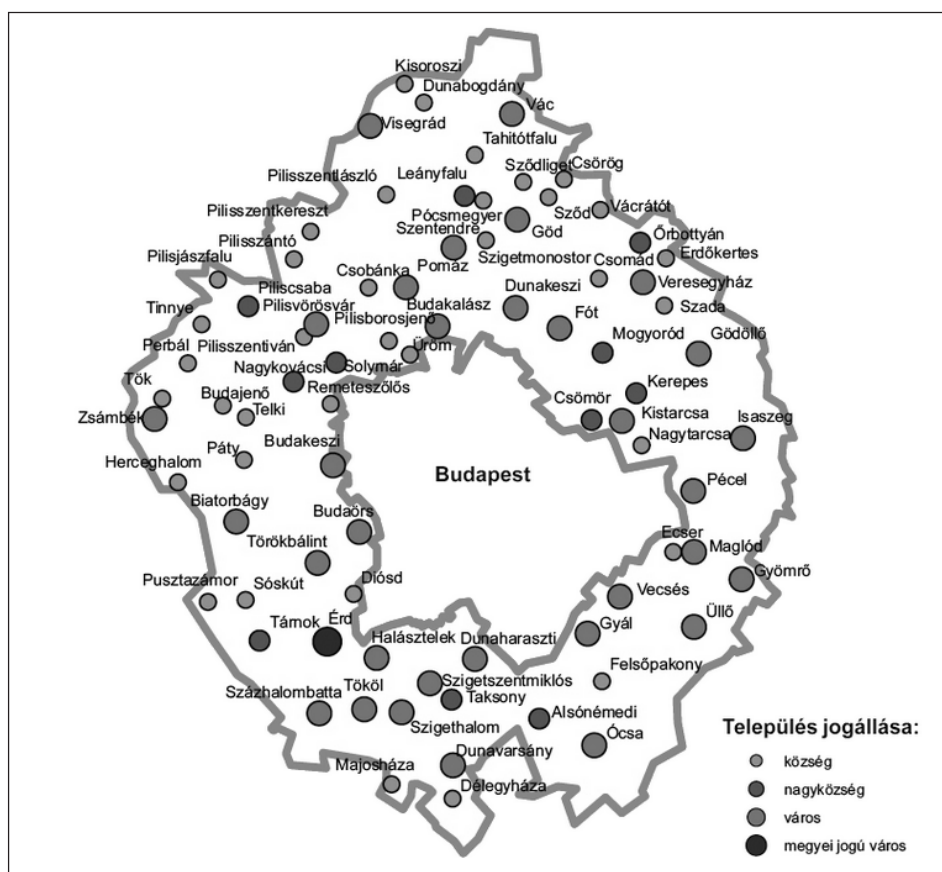 Kisoroszi
Dunabogdány
Vác
Visegrád
Tahitótfalu
Sződliget
Csörög
Pilisszentlászló
Leányfalu
Pilisszentkereszt
Pócsmegyer
Sződ
Vácrátót
Szentendre
Göd
Őrbottyán
Pilisszántó
Szigetmonostor
Csomád
Erdőkertes
Pilisjászfalu
Csobánka
Pomáz
Piliscsaba
Dunakeszi
Veresegyház
Tinnye
Pilisvörösvár
Pilisborosjenő
Budakalász
Fót
Szada
Perbál
Pilisszentiván
Üröm
Mogyoród
Gödöllő
Nagykovácsi
Solymár
Tök
Budajenő
Remeteszőlős
Kerepes
Zsámbék
Telki
Csömör
Kistarcsa
Isaszeg
Budakeszi
Nagytarcsa
Páty
Herceghalom
Budapest
Pécel
Biatorbágy
Budaörs
Törökbálint
Ecser
Maglód
Pusztazámor
Sóskút
Diósd
Gyömrő
Vecsés
Tárnok
Érd
Üllő
Gyál
Halásztelek
Dunaharaszti
Felsőpakony
Százhalombatta
Tököl
Szigetszentmiklós
Taksony
Alsónémedi
Szigethalom
Ócsa
Dunavarsány
Majosháza
Délegyháza
Település jogállása:
község
nagyközség
város
megyei jogú város